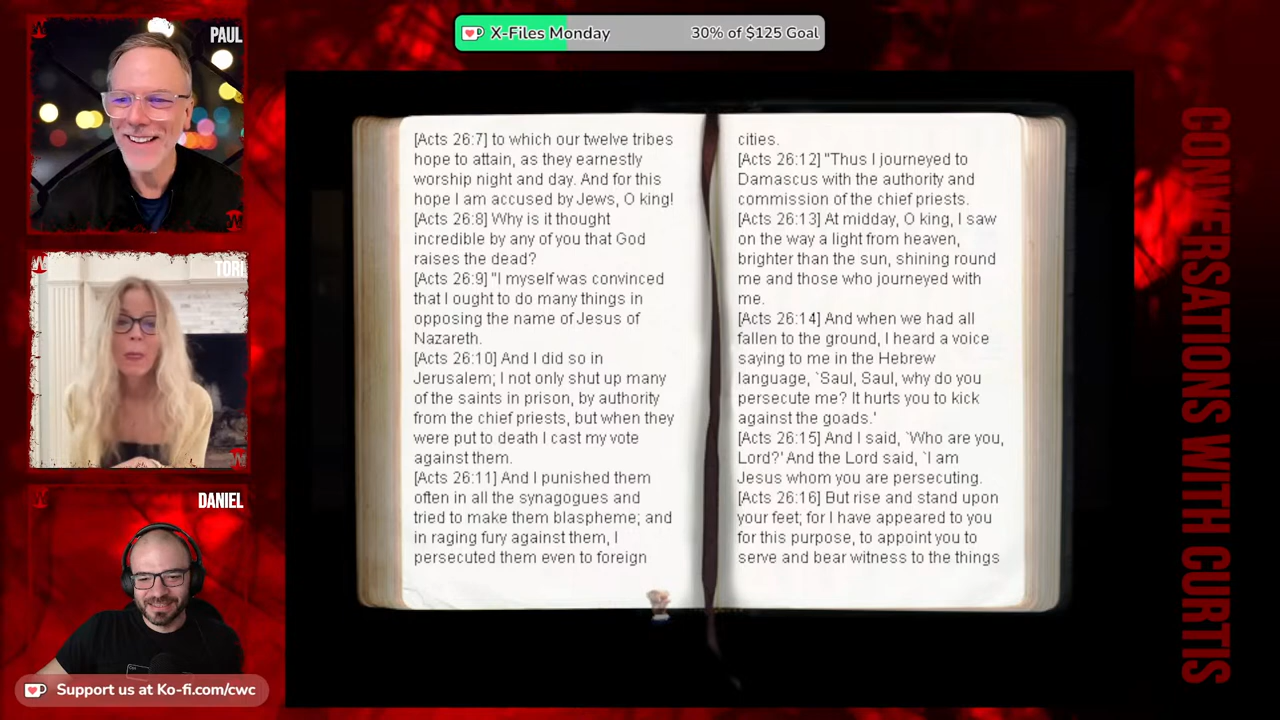 PAUL
X-Files Monday
30% of $125 Goal
TORI
DANIEL
Support us at Ko-fi.com/cwc
[Acts 26:7] to which our twelve tribes
hope to attain, as they earnestly
worship night and day. And for this
hope I am accused by Jews, O king!
[Acts 26:8] Why is it thought
incredible by any of you that God
raises the dead?
[Acts 26:9] "I myself was convinced
that I ought to do many things in
opposing the name of Jesus of
Nazareth.
[Acts 26:10] And I did so in
Jerusalem; I not only shut up many
of the saints in prison, by authority
from the chief priests, but when they
were put to death I cast my vote
against them.
[Acts 26:11] And I punished them
often in all the synagogues and
tried to make them blaspheme; and
in raging fury against them, I
persecuted them even to foreign
cities.
[Acts 26:12] "Thus I journeyed to
Damascus with the authority and
commission of the chief priests.
[Acts 26:13] At midday, O king, I saw
on the way a light from heaven,
brighter than the sun, shining round
me and those who journeyed with
me.
[Acts 26:14] And when we had all
fallen to the ground, I heard a voice
saying to me in the Hebrew
language, `Saul, Saul, why do you
persecute me? It hurts you to kick
against the goads.'
[Acts 26:15] And I said, `Who are you,
Lord?' And the Lord said, `I am
Jesus whom you are persecuting.
[Acts 26:16] But rise and stand upon
your feet; for I have appeared to you
for this purpose, to appoint you to
serve and bear witness to the things
CONVERSATIONS WITH CURTIS